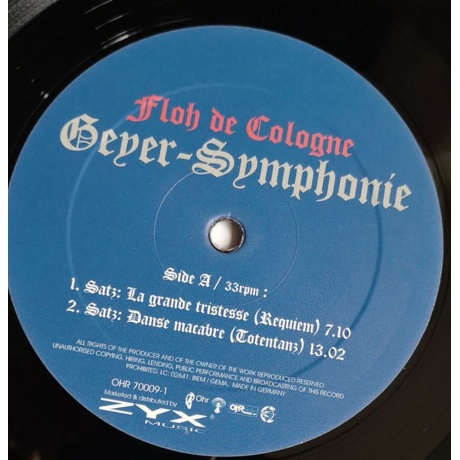 Floh de Cologne
Geyer-Symphonie
Side A / 33rpm :
1. Satz: La grande tristesse (Requiem) 7.10
2. Satz: Danse macabre (Totentanz) 13.02
ALL RIGHTS OF THE PRODUCER AND OF THE OWNER OF THE WORK REPRODUCED RESERVED.
UNAUTHORISED COPYING, HIRING, LENDING, PUBLIC PERFORMANCE AND BROADCASTING OF THIS RECORD
PROHIBITED. LC: 02641. BIEM / GEMA. MADE IN GERMANY
OHR 70009-1
Marketed & distributed by
Ohr
ZYX
MUSIC